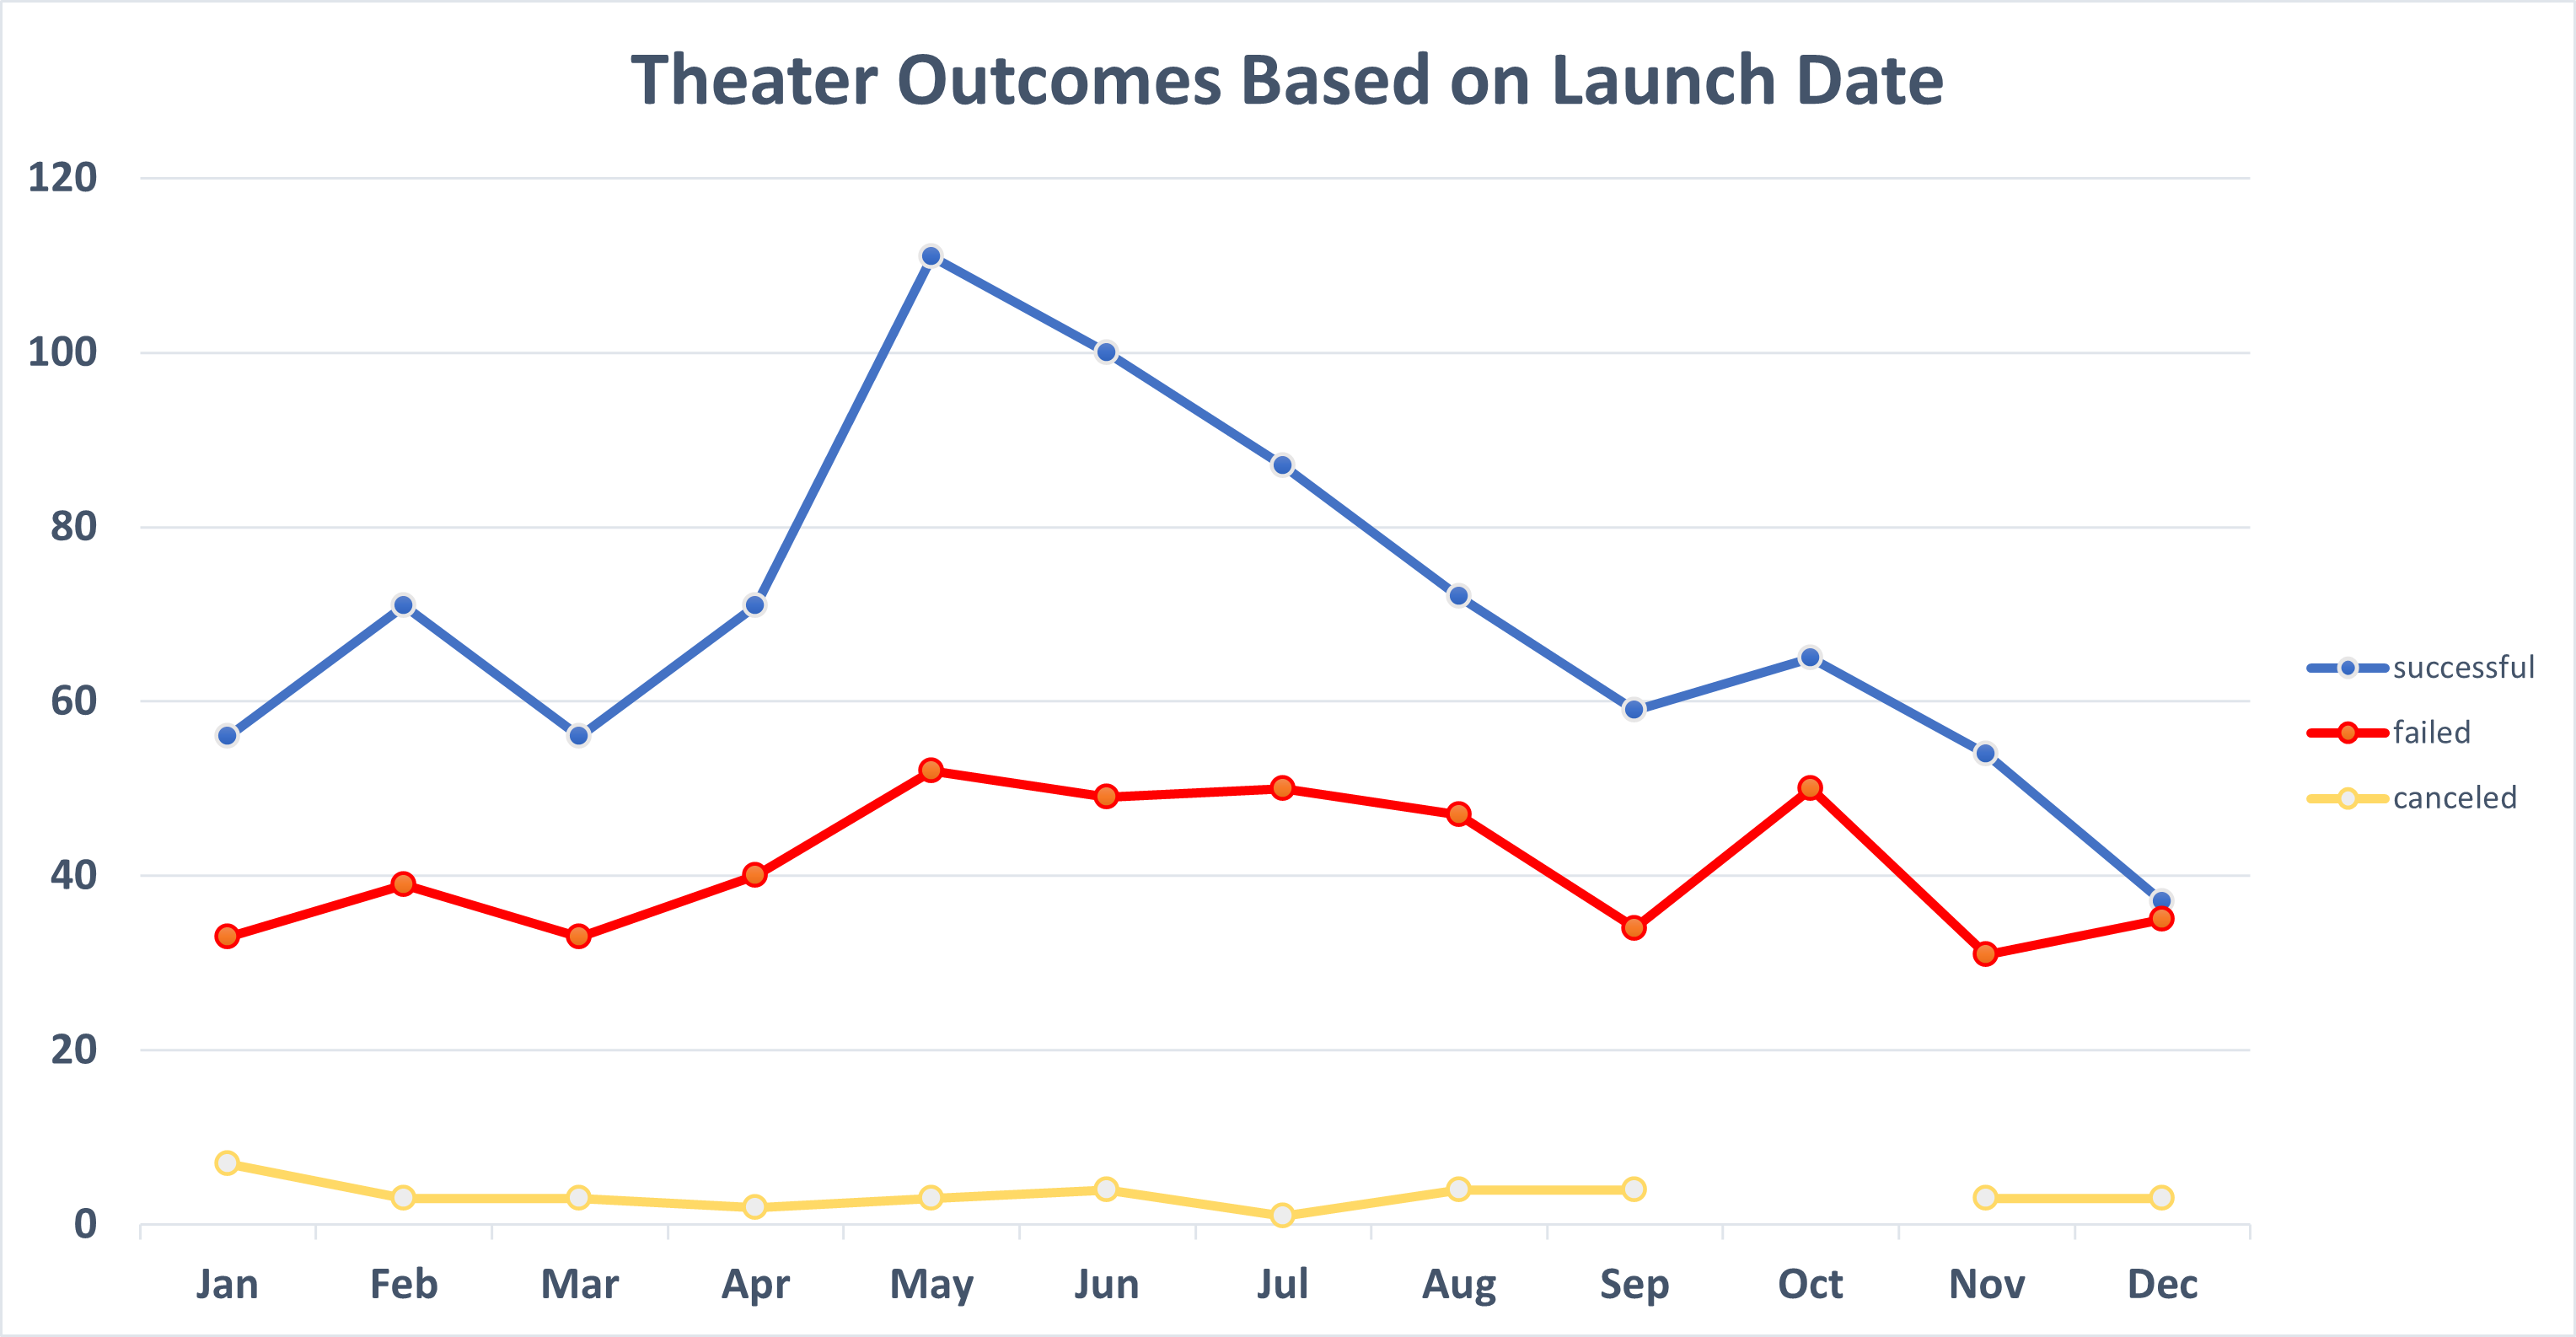 Theater Outcomes Based on Launch Date
120
100
80
60
40
20
0
Jan Feb Mar Apr May Jun Jul Aug Sep Oct Nov Dec
successful
failed
canceled